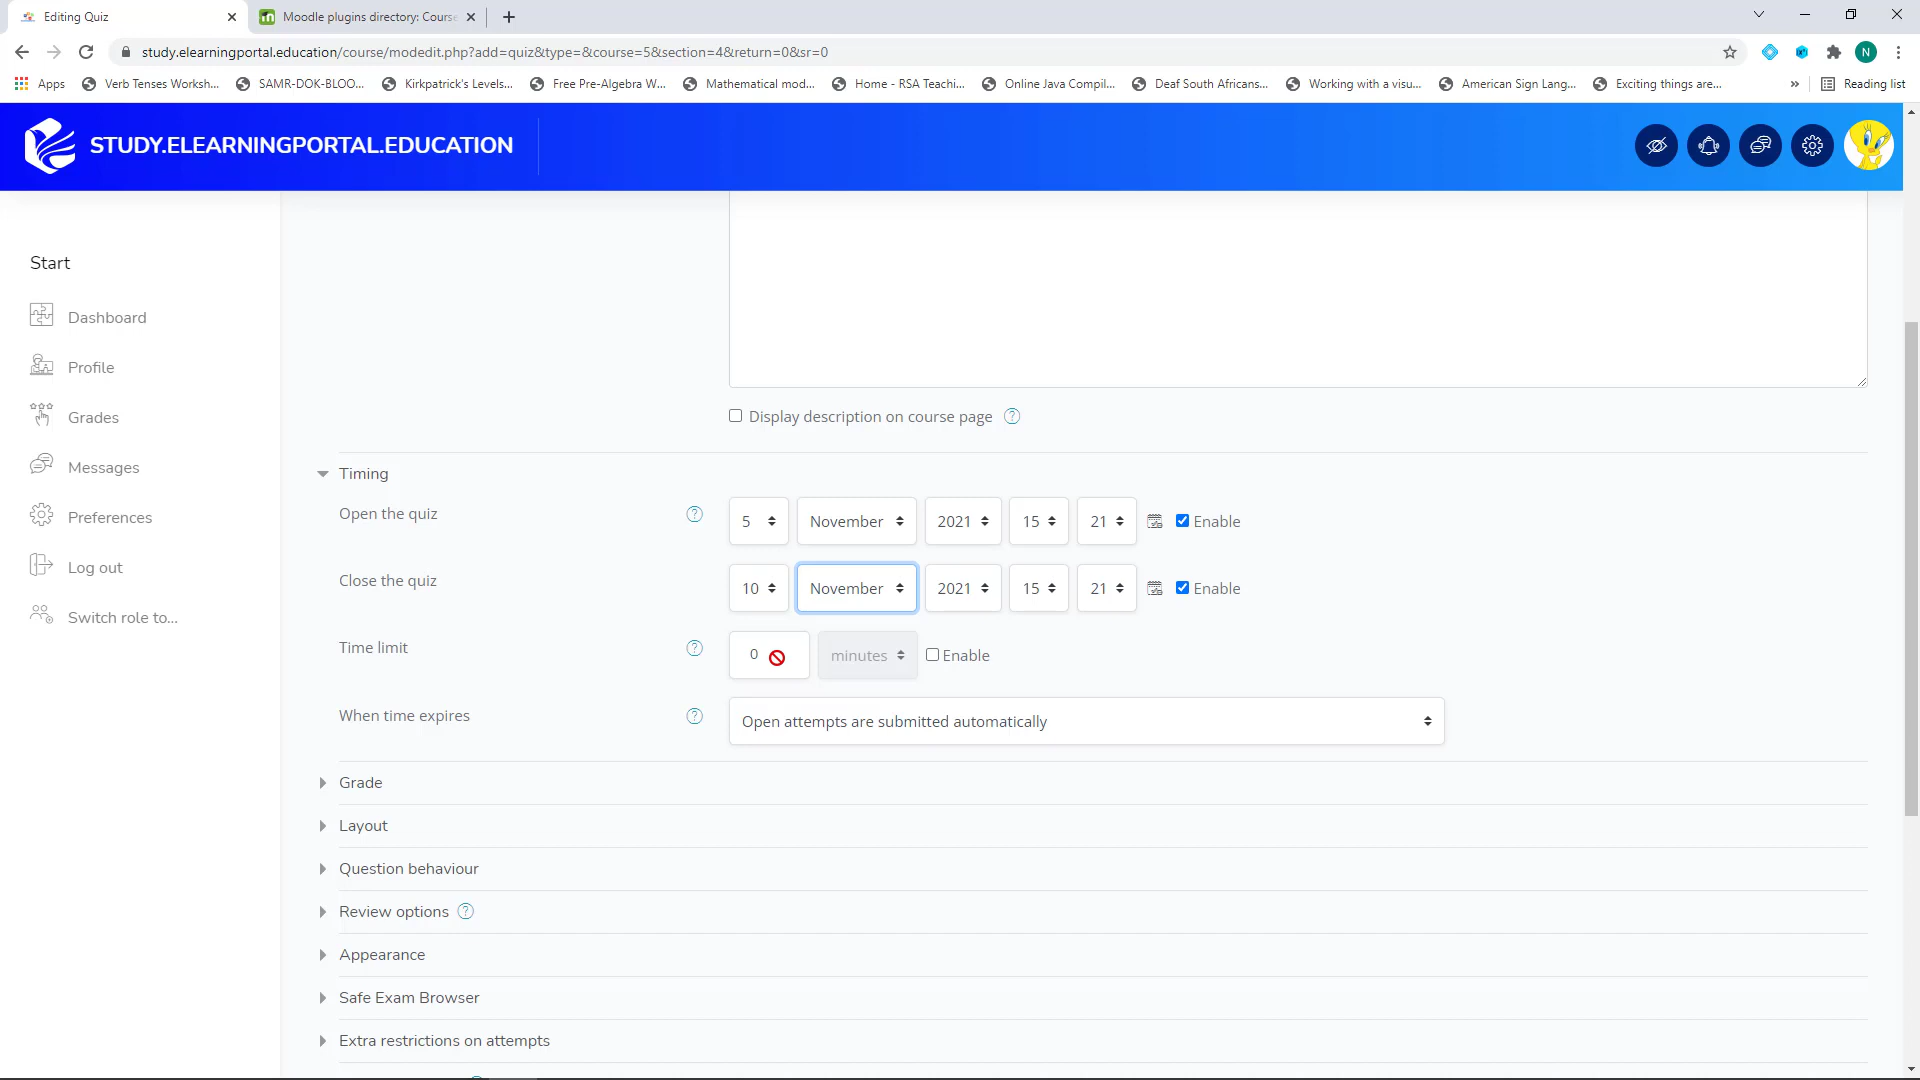 Editing Quiz
Moodle plugins directory: Course
study.elearningportal.education/course/modedit.php?add=quiz&type=&course=5&section=4&return=0&sr=0
N
Apps Verb Tenses Worksh... SAMR-DOK-BLOO... Kirkpatrick's Levels... Free Pre-Algebra W... Mathematical mod... Home - RSA Teachi... Online Java Compil... Deaf South Africans... Working with a visu... American Sign Lang... Exciting things are... » Reading list
STUDY.ELEARNINGPORTAL.EDUCATION
Start
Dashboard
Profile
Grades
Messages
Preferences
Log out
Switch role to...
Display description on course page ?
Timing
Open the quiz ? 5 November 2021 15 21 Enable
Close the quiz 10 November 2021 15 21 Enable
Time limit ? 0 minutes Enable
When time expires ? Open attempts are submitted automatically
Grade
Layout
Question behaviour
Review options ?
Appearance
Safe Exam Browser
Extra restrictions on attempts